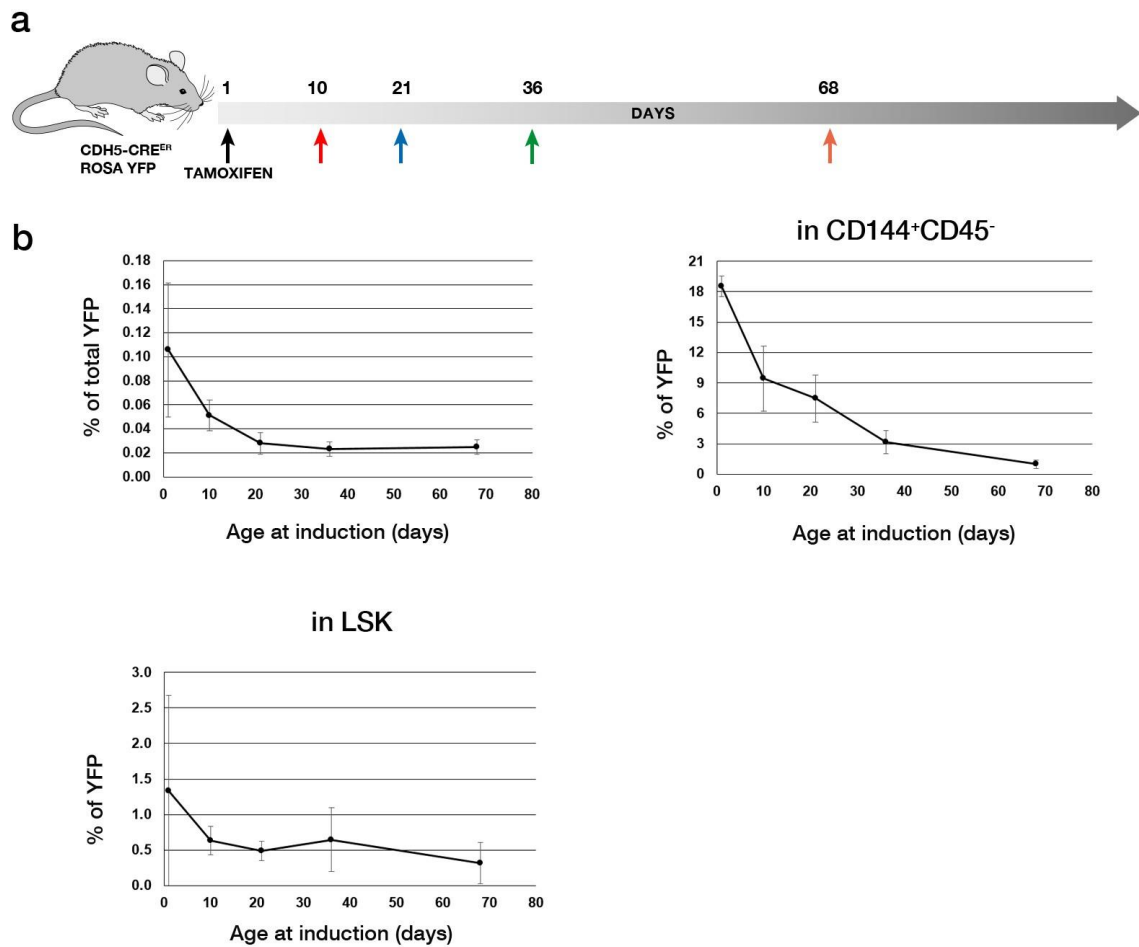 a
1 10 21 36 68
DAYS
CDH5-CREᴱᴿ
ROSA YFP
TAMOXIFEN
b
% of total YFP
0.18
0.16
0.14
0.12
0.10
0.08
0.06
0.04
0.02
0.00
0 10 20 30 40 50 60 70 80
Age at induction (days)
in CD144⁺CD45⁻
% of YFP
21
18
15
12
9
6
3
0
0 10 20 30 40 50 60 70 80
Age at induction (days)
in LSK
% of YFP
3.0
2.5
2.0
1.5
1.0
0.5
0.0
0 10 20 30 40 50 60 70 80
Age at induction (days)